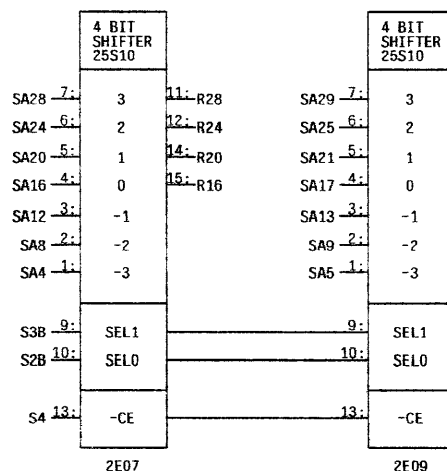 4 BIT
SHIFTER
25S10
SA28 7: 3 11: R28
SA24 6: 2 12: R24
SA20 5: 1 14: R20
SA16 4: 0 15: R16
SA12 3: -1
SA8 2: -2
SA4 1: -3
S3B 9: SEL1
S2B 10: SEL0
S4 13: -CE
2E07
4 BIT
SHIFTER
25S10
SA29 7: 3
SA25 6: 2
SA21 5: 1
SA17 4: 0
SA13 3: -1
SA9 2: -2
SA5 1: -3
9: SEL1
10: SEL0
13: -CE
2E09